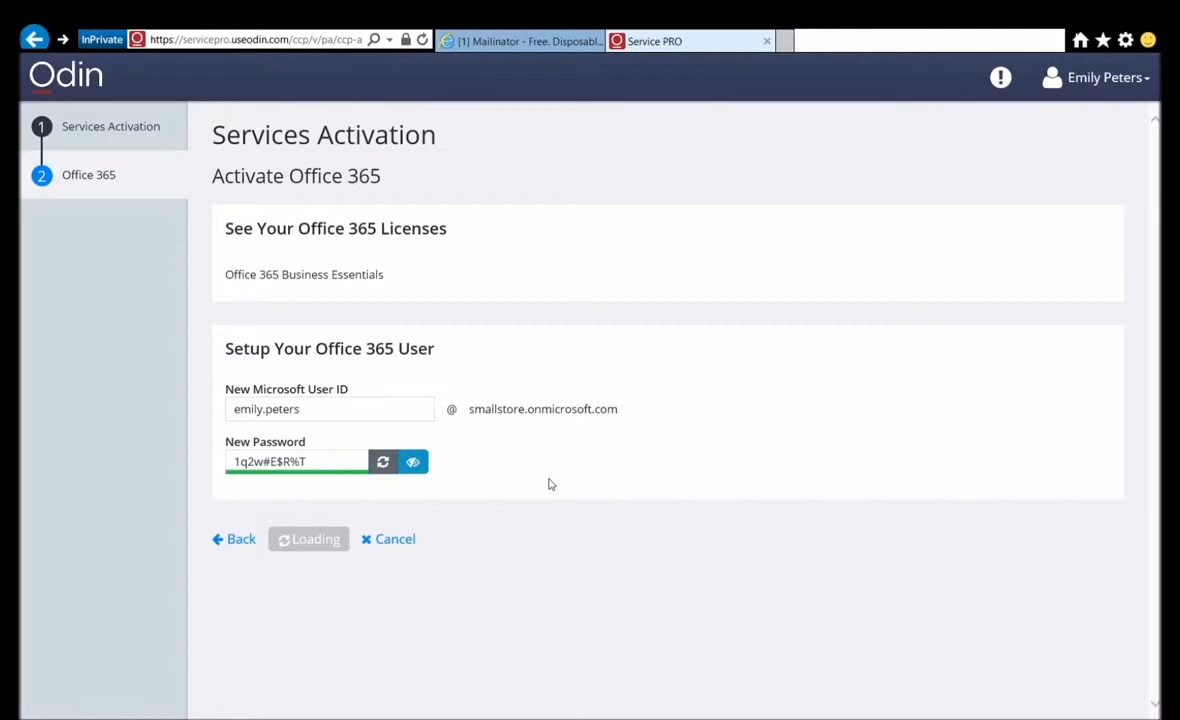 InPrivate
https://servicepro.useodin.com/ccp/v/pa/ccp-a
[1] Mailinator - Free. Disposabl...
Service PRO
Odin
Emily Peters
1 Services Activation
2 Office 365
Services Activation
Activate Office 365
See Your Office 365 Licenses
Office 365 Business Essentials
Setup Your Office 365 User
New Microsoft User ID
emily.peters @ smallstore.onmicrosoft.com
New Password
1q2w#E$R%T
Back Loading Cancel